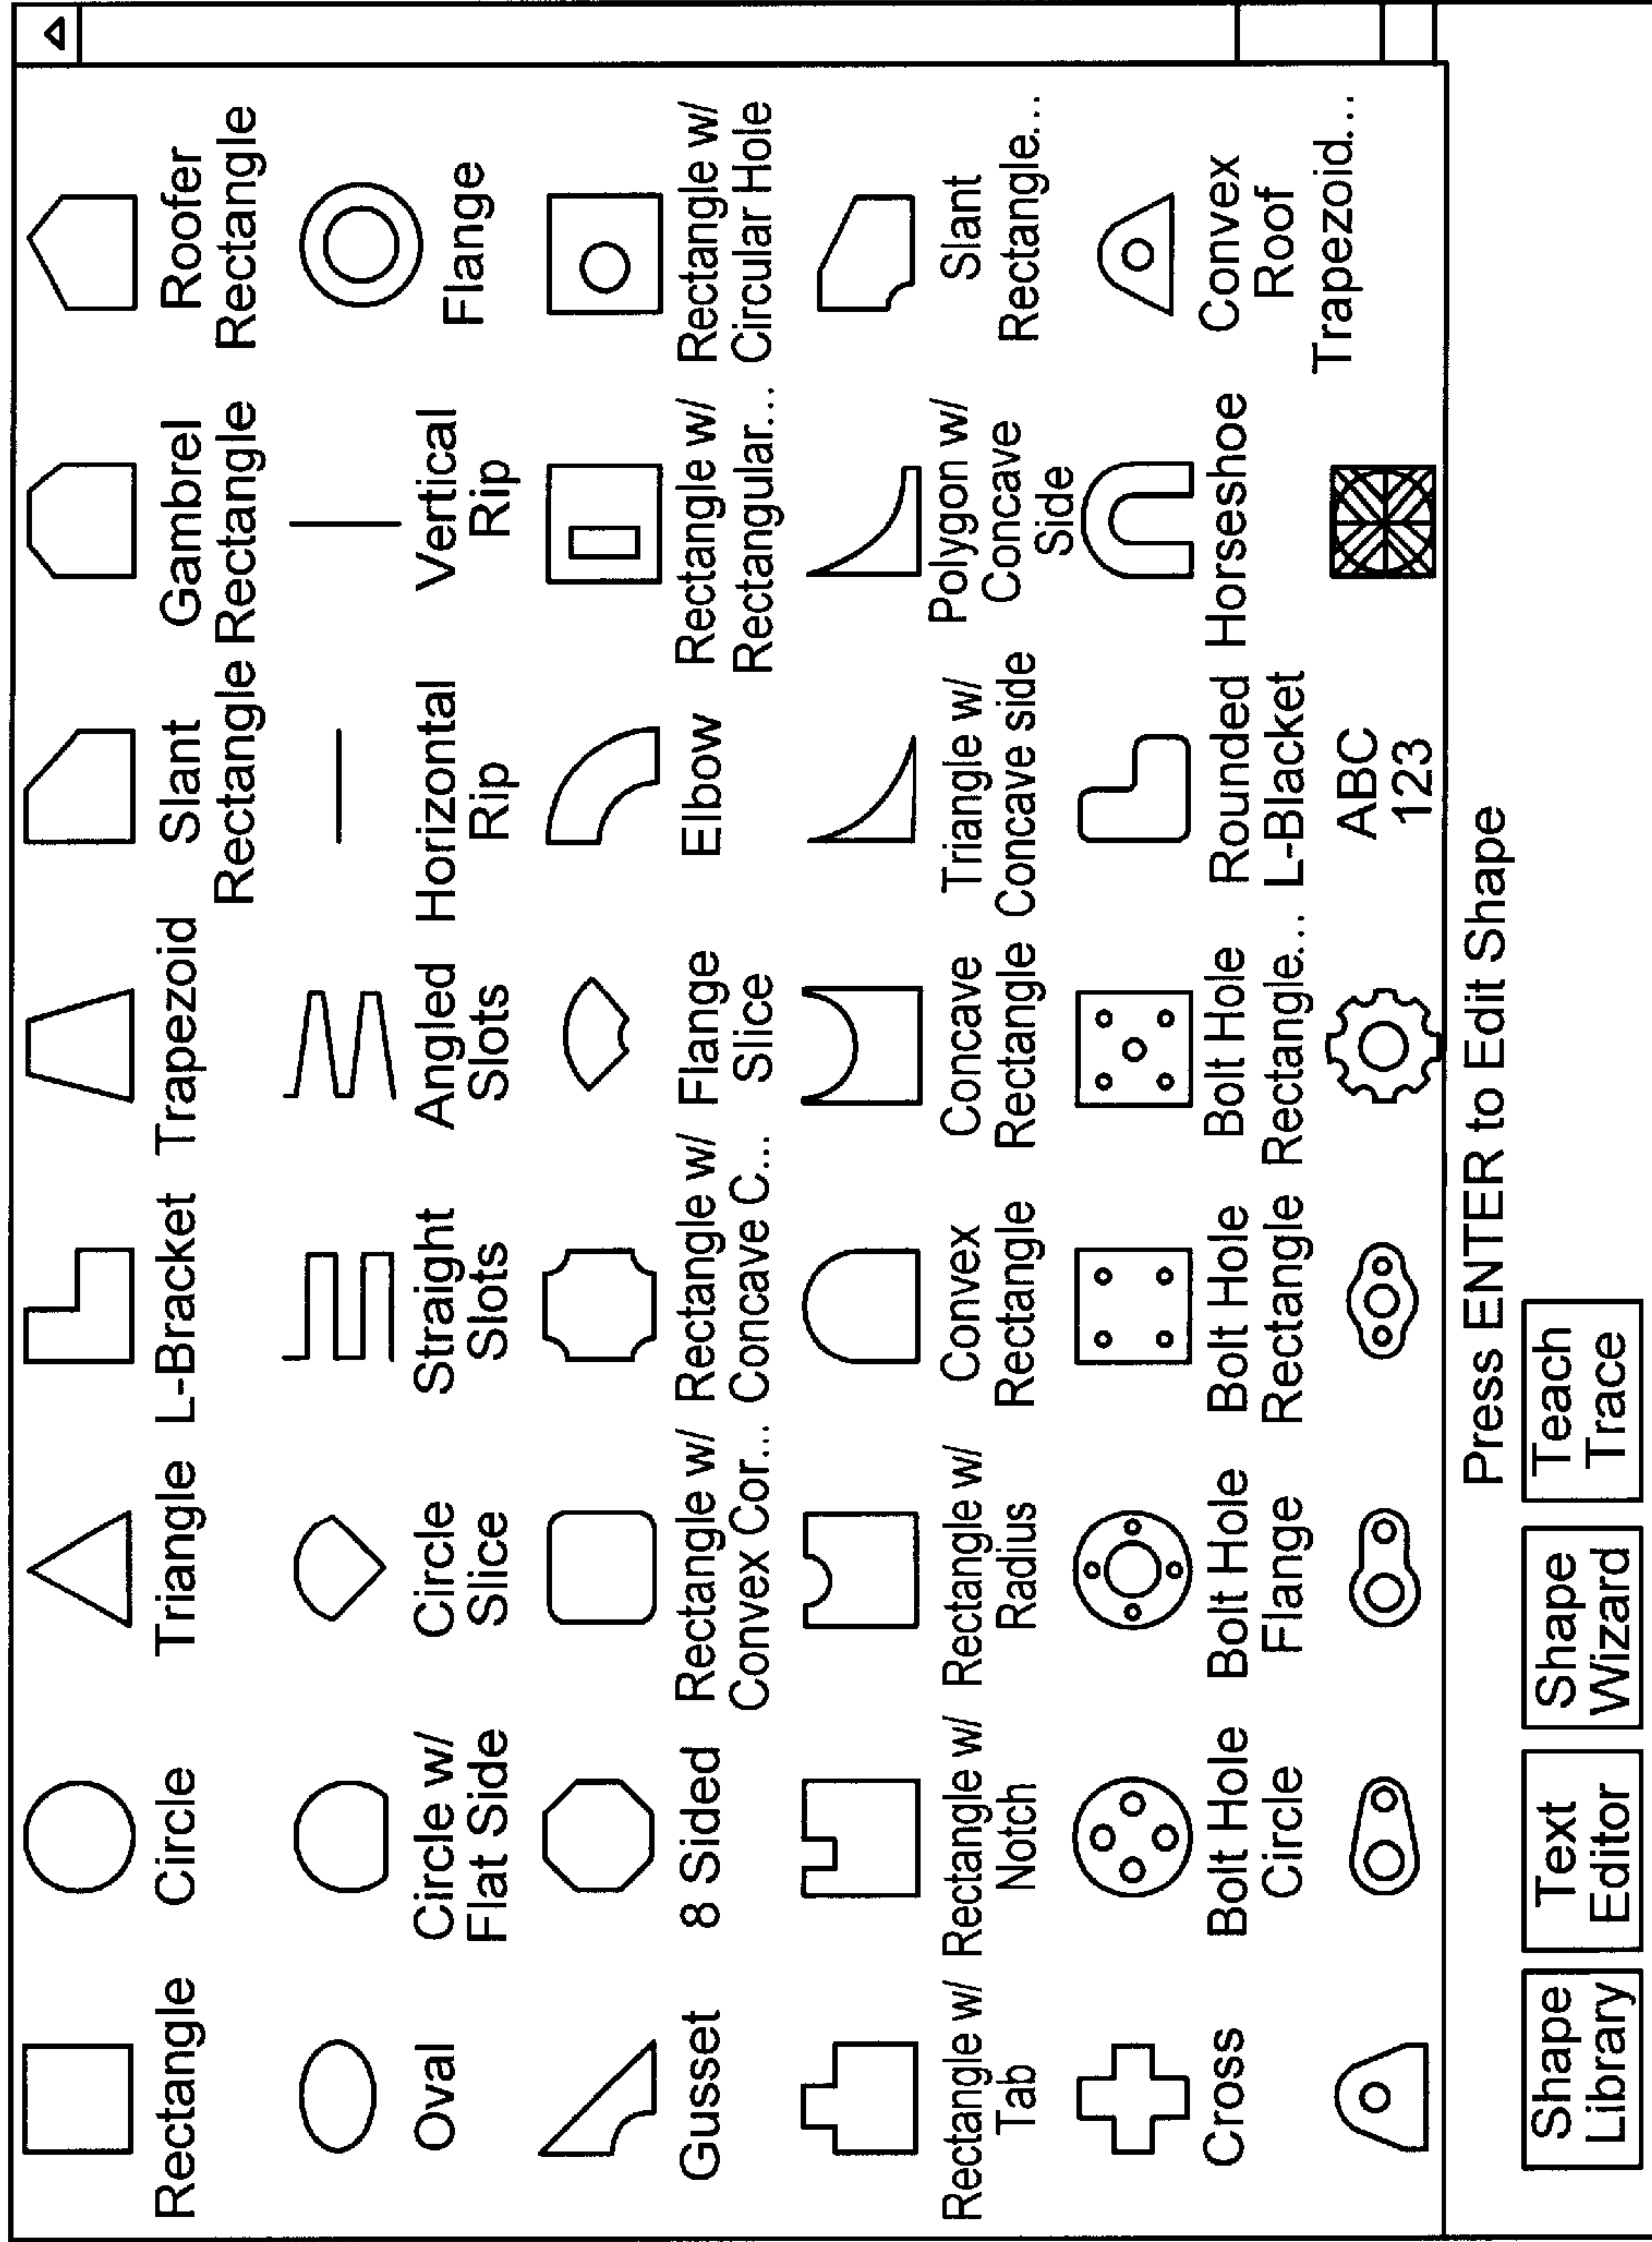 Rectangle
Circle
Triangle
L-Bracket
Trapezoid
Slant
Rectangle
Gambrel
Rectangle
Roofer
Rectangle
Oval
Circle w/
Flat Side
Circle
Slice
Straight
Slots
Angled
Slots
Horizontal
Rip
Vertical
Rip
Flange
Gusset
8 Sided
Rectangle w/
Convex Cor...
Rectangle w/
Concave C...
Flange
Slice
Elbow
Rectangle w/
Rectangular...
Rectangle w/
Circular Hole
Rectangle w/
Tab
Rectangle w/
Notch
Rectangle w/
Radius
Convex
Rectangle
Concave
Rectangle
Triangle w/
Concave side
Polygon w/
Concave
Side
Slant
Rectangle...
Cross
Bolt Hole
Circle
Bolt Hole
Flange
Bolt Hole
Rectangle
Bolt Hole
Rectangle...
Rounded
L-Blacket
Horseshoe
Convex
Roof
Trapezoid...
ABC
123
Press ENTER to Edit Shape
Shape
Library
Text
Editor
Shape
Wizard
Teach
Trace